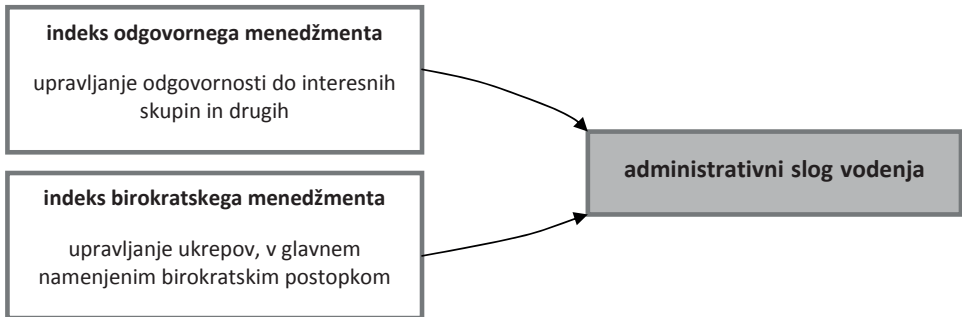 indeks odgovornega menedžmenta
upravljanje odgovornosti do interesnih
skupin in drugih
administrativni slog vodenja
indeks birokratskega menedžmenta
upravljanje ukrepov, v glavnem
namenjenim birokratskim postopkom